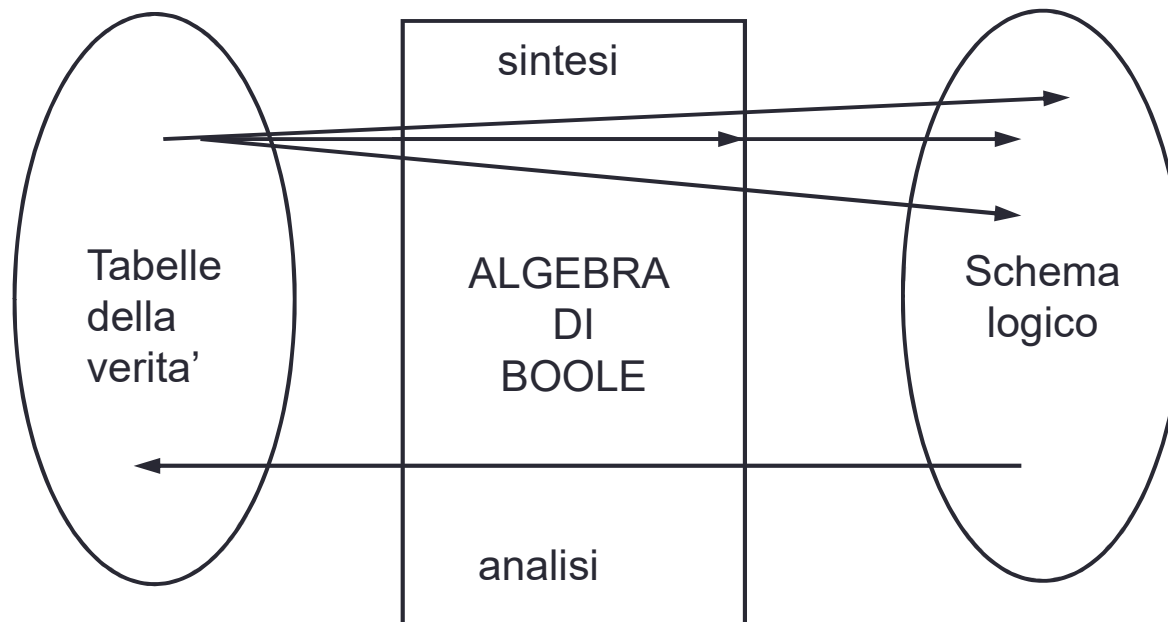 sintesi
Tabelle
della
verita’
ALGEBRA
DI
BOOLE
Schema
logico
analisi